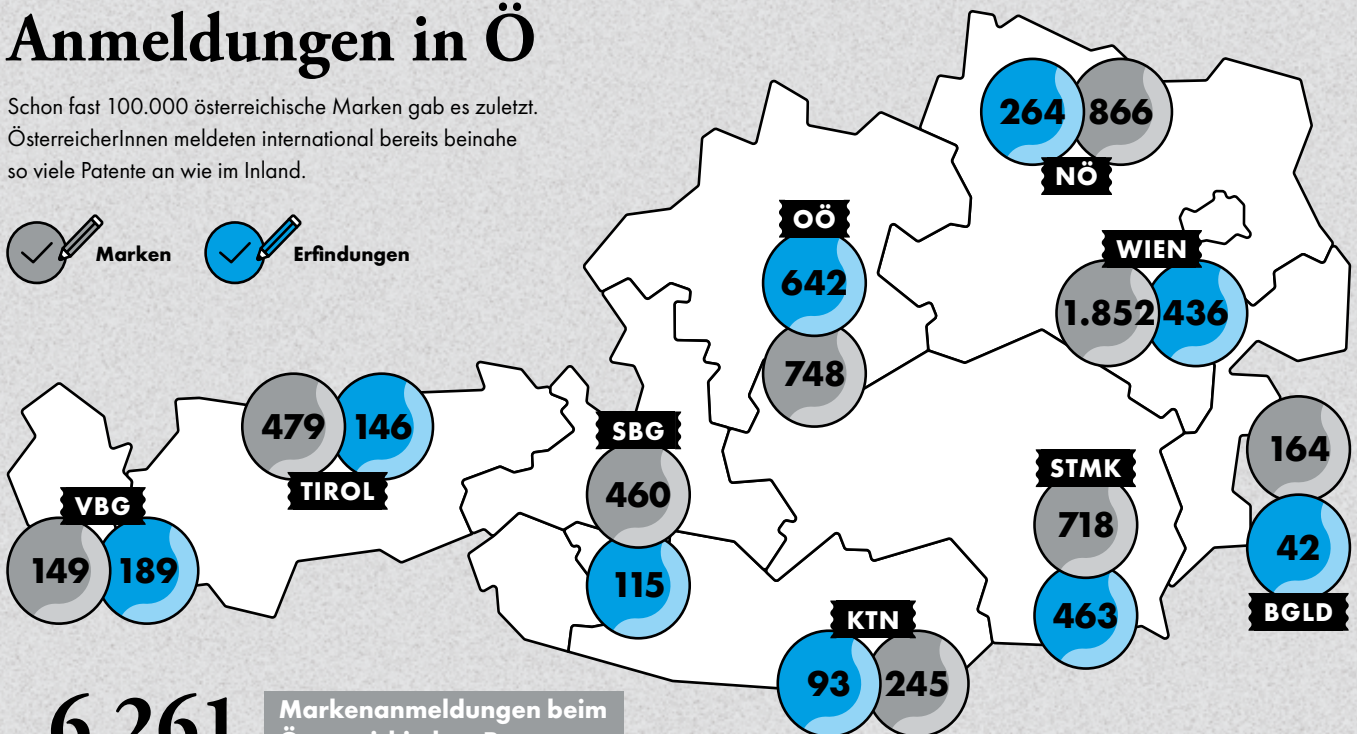 Anmeldungen in Ö
Schon fast 100.000 österreichische Marken gab es zuletzt.
ÖsterreicherInnen meldeten international bereits beinahe
so viele Patente an wie im Inland.
Marken
Erfindungen
264
866
NÖ
OÖ
642
748
WIEN
1.852
436
479
146
TIROL
SBG
460
115
VBG
149
189
STMK
718
463
164
42
BGLD
KTN
93
245
6.261
Markenanmeldungen beim